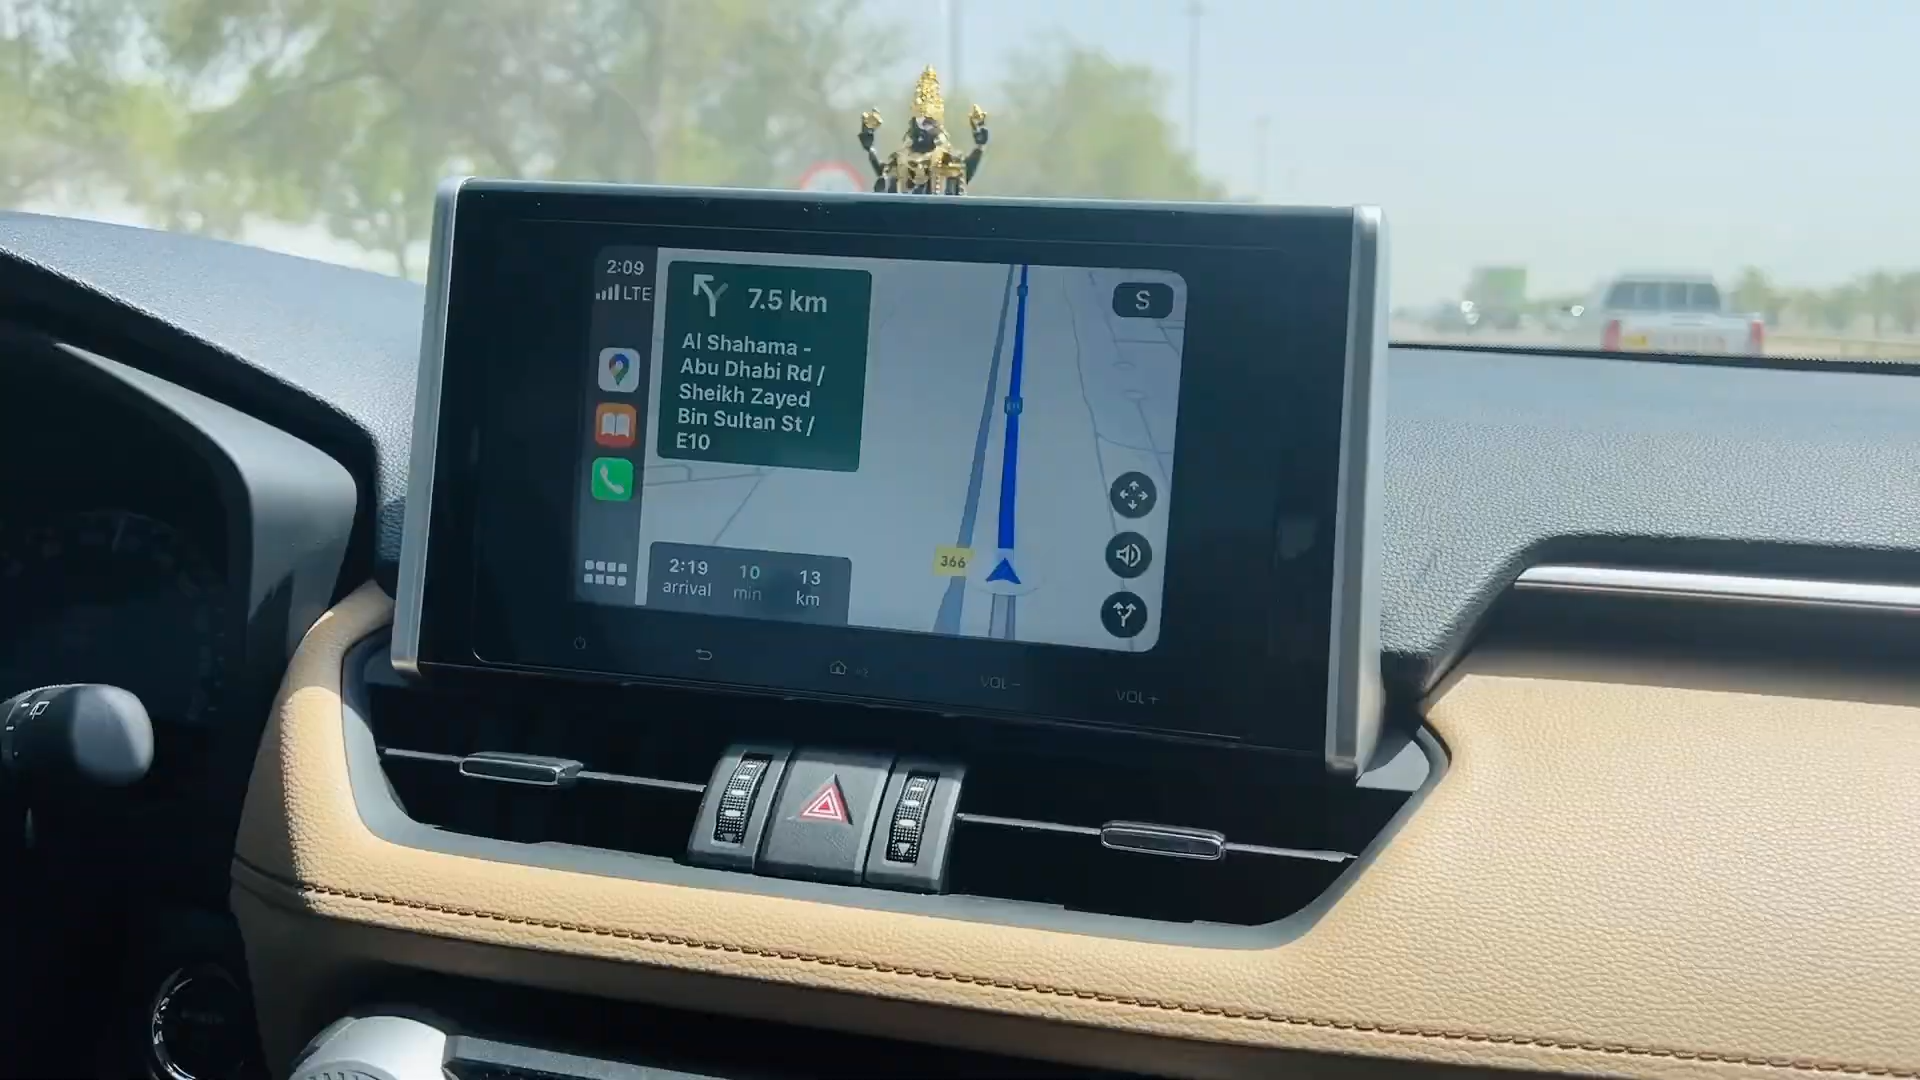 2:09
LTE
7.5 km
Al Shahama -
Abu Dhabi Rd /
Sheikh Zayed
Bin Sultan St /
E10
S
366
2:19 10 13
arrival min km
VOL - VOL +